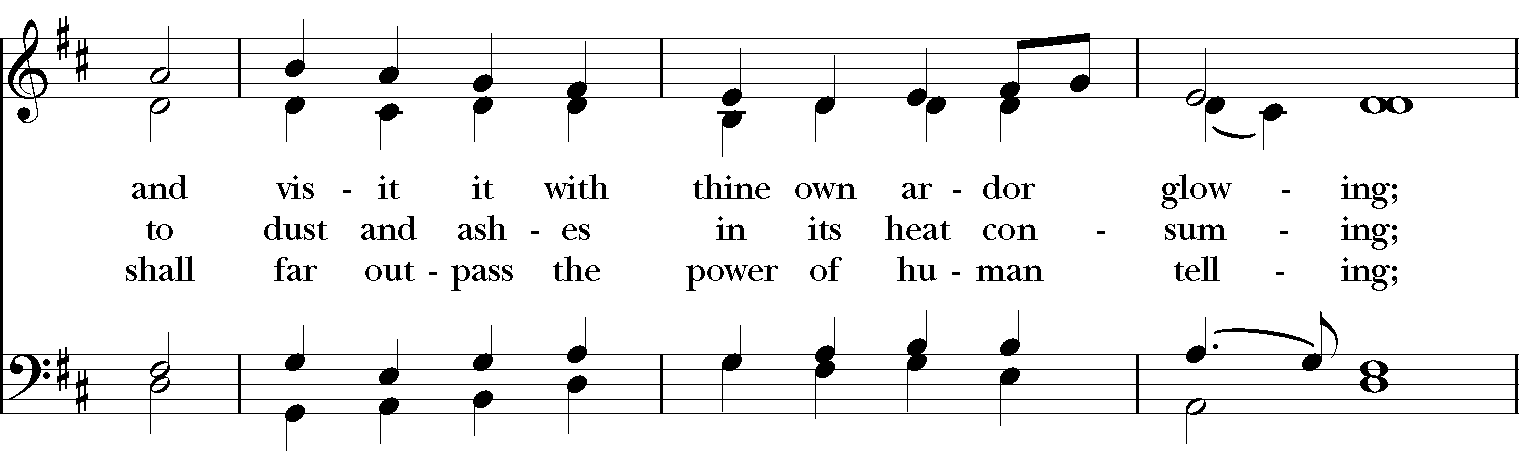 and vis - it it with thine own ar - dor glow - ing;
to dust and ash - es in its heat con - sum - ing;
shall far out - pass the power of hu - man tell - ing;